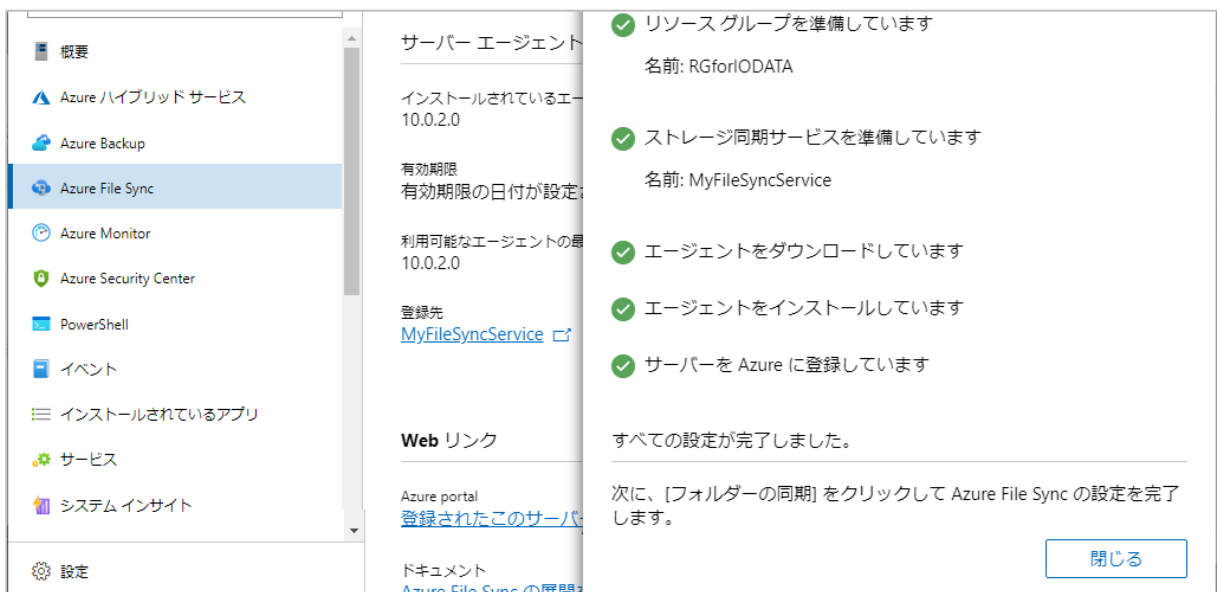 概要
Azure ハイブリッド サービス
Azure Backup
Azure File Sync
Azure Monitor
Azure Security Center
PowerShell
イベント
インストールされているアプリ
サービス
システム インサイト
設定
サーバー エージェント
インストールされているエー
10.0.2.0
有効期限
有効期限の日付が設定
利用可能なエージェントの最
10.0.2.0
登録先
MyFileSyncService
Web リンク
Azure portal
登録されたこのサーバ
ドキュメント
Azure File Sync の展開
リソース グループを準備しています
名前: RGforIODATA
ストレージ同期サービスを準備しています
名前: MyFileSyncService
エージェントをダウンロードしています
エージェントをインストールしています
サーバーを Azure に登録しています
すべての設定が完了しました。
次に、[フォルダーの同期] をクリックして Azure File Sync の設定を完了
します。
閉じる